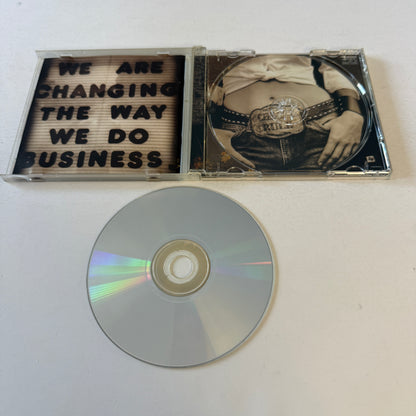 WE ARE
CHANGING
THE WAY
WE DO
BUSINESS